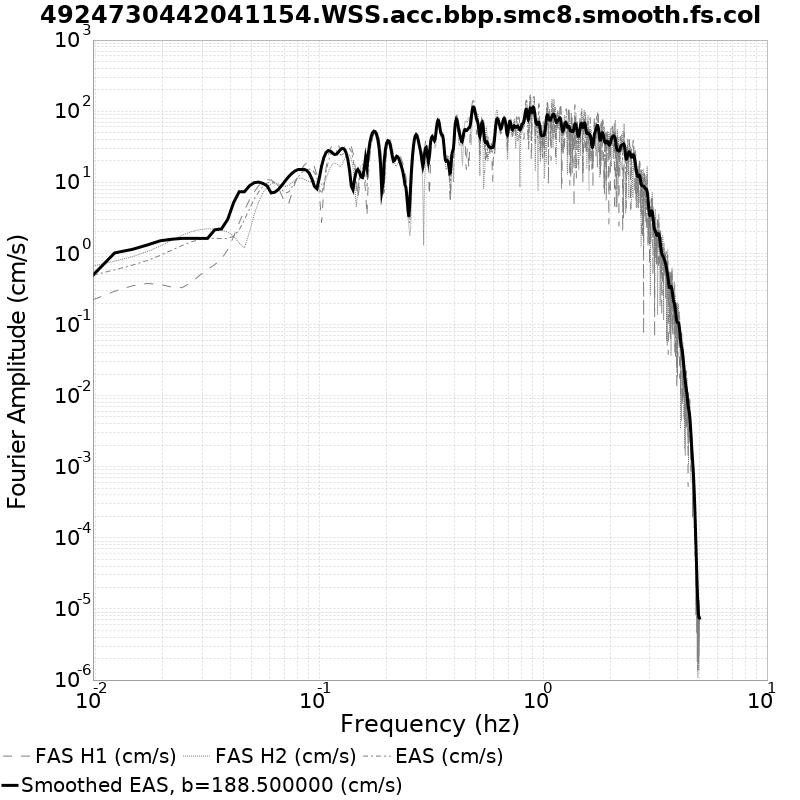 4924730442041154.WSS.acc.bbp.smc8.smooth.fs.col
10^3
10^2
10^1
10^0
10^-1
10^-2
10^-3
10^-4
10^-5
10^-6
Fourier Amplitude (cm/s)
10^-2 10^-1 10^0 10^1
Frequency (hz)
FAS H1 (cm/s) FAS H2 (cm/s) EAS (cm/s)
Smoothed EAS, b=188.500000 (cm/s)